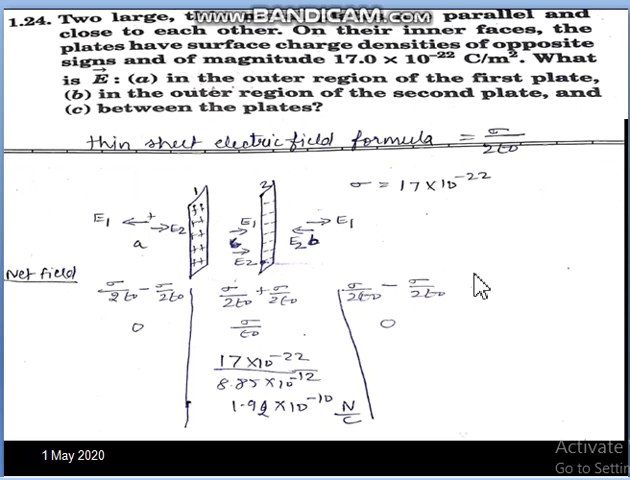 WWW.BANDICAM.COM
1.24. Two large, parallel and
close to each other. On their inner faces, the
plates have surface charge densities of opposite
signs and of magnitude 17.0 × 10⁻²² C/m². What
is E⃗ : (a) in the outer region of the first plate,
(b) in the outer region of the second plate, and
(c) between the plates?
thin sheet electric field formula = σ/2ε0
σ = 17×10⁻²²
1 2
E1 + E2 E1 E1
a c E2 b
E2
Net field
σ/2ε0 − σ/2ε0 σ/2ε0 + σ/2ε0 σ/2ε0 − σ/2ε0
0 σ/ε0 0
17×10⁻²²/8.85×10⁻¹²
1.92 × 10⁻¹⁰ N/C
1 May 2020
Activate
Go to Settin